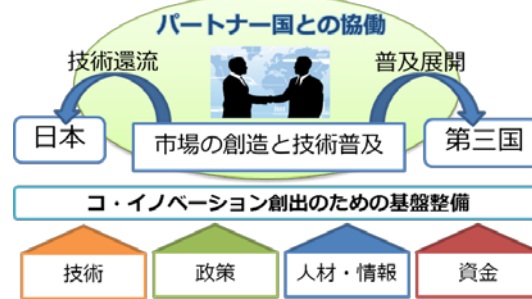 パートナー国との協働
技術還流
普及展開
日本
市場の創造と技術普及
第三国
コ・イノベーション創出のための基盤整備
技術
政策
人材・情報
資金